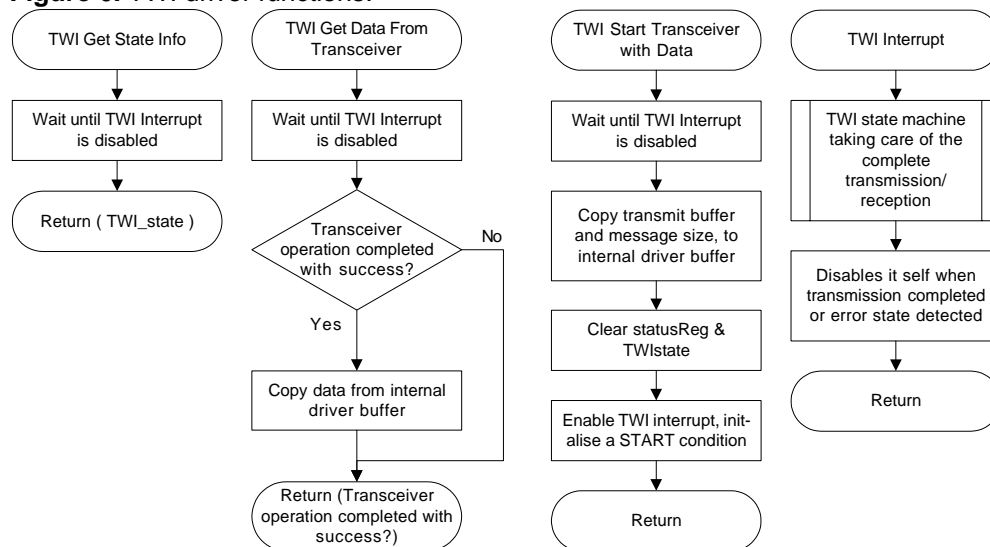 TWI Get State Info
Wait until TWI Interrupt
is disabled
Return ( TWI_state )
TWI Get Data From
Transceiver
Wait until TWI Interrupt
is disabled
Transceiver
operation completed
with success?
No
Yes
Copy data from internal
driver buffer
Return (Transceiver
operation completed with
success?)
TWI Start Transceiver
with Data
Wait until TWI Interrupt
is disabled
Copy transmit buffer
and message size, to
internal driver buffer
Clear statusReg &
TWIstate
Enable TWI interrupt, init-
alise a START condition
Return
TWI Interrupt
TWI state machine
taking care of the
complete
transmission/
reception
Disables it self when
transmission completed
or error state detected
Return